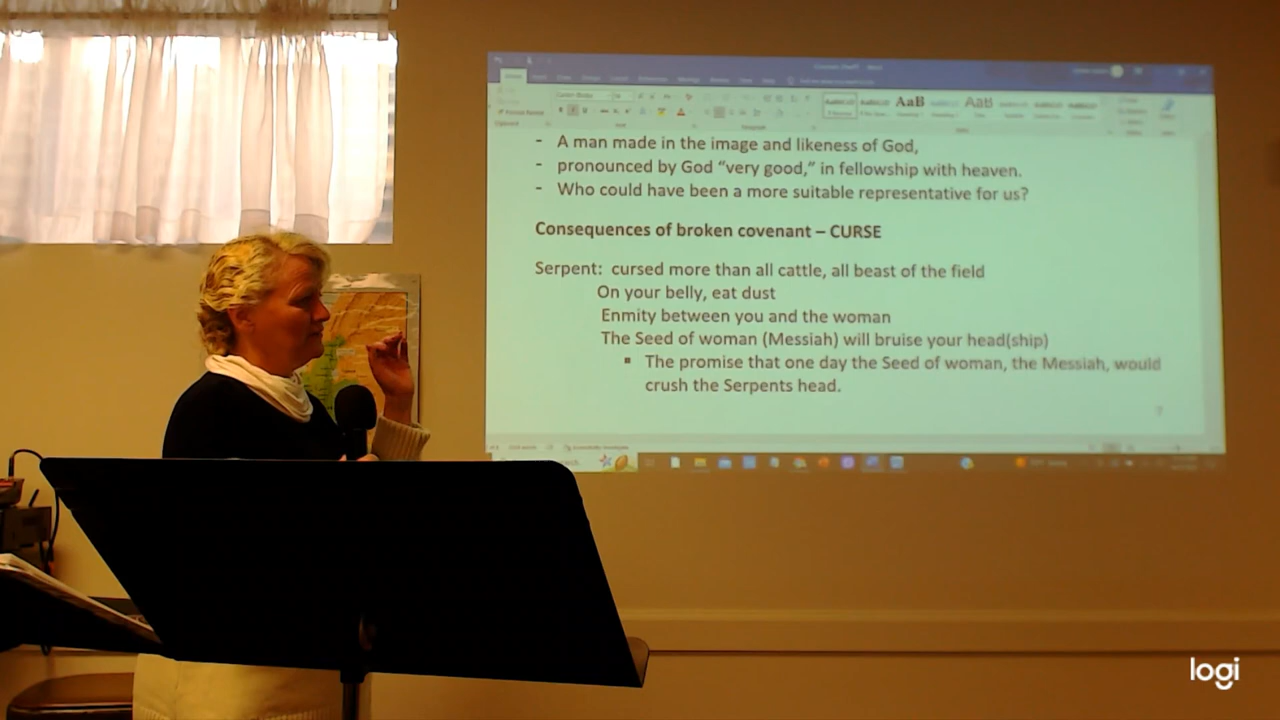 AaB
- A man made in the image and likeness of God,
- pronounced by God “very good,” in fellowship with heaven.
- Who could have been a more suitable representative for us?
Consequences of broken covenant – CURSE
Serpent: cursed more than all cattle, all beast of the field
On your belly, eat dust
Enmity between you and the woman
The Seed of woman (Messiah) will bruise your head(ship)
▪ The promise that one day the Seed of woman, the Messiah, would
crush the Serpents head.
logi